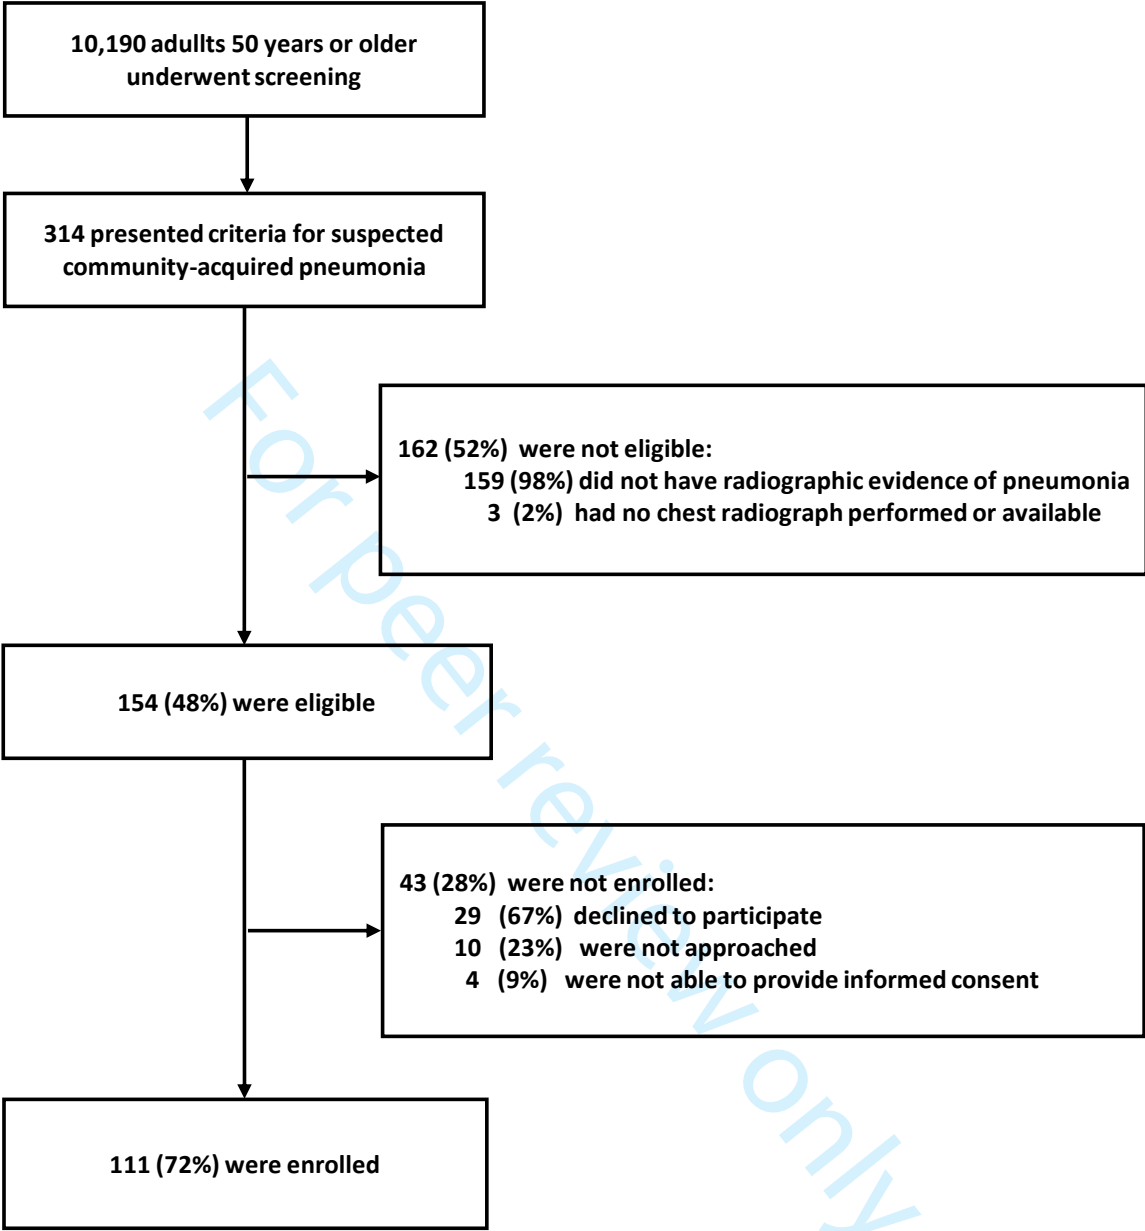 10,190 adullts 50 years or older
underwent screening
314 presented criteria for suspected
community-acquired pneumonia
162 (52%) were not eligible:
159 (98%) did not have radiographic evidence of pneumonia
3 (2%) had no chest radiograph performed or available
154 (48%) were eligible
43 (28%) were not enrolled:
29 (67%) declined to participate
10 (23%) were not approached
4 (9%) were not able to provide informed consent
111 (72%) were enrolled
For peer review only